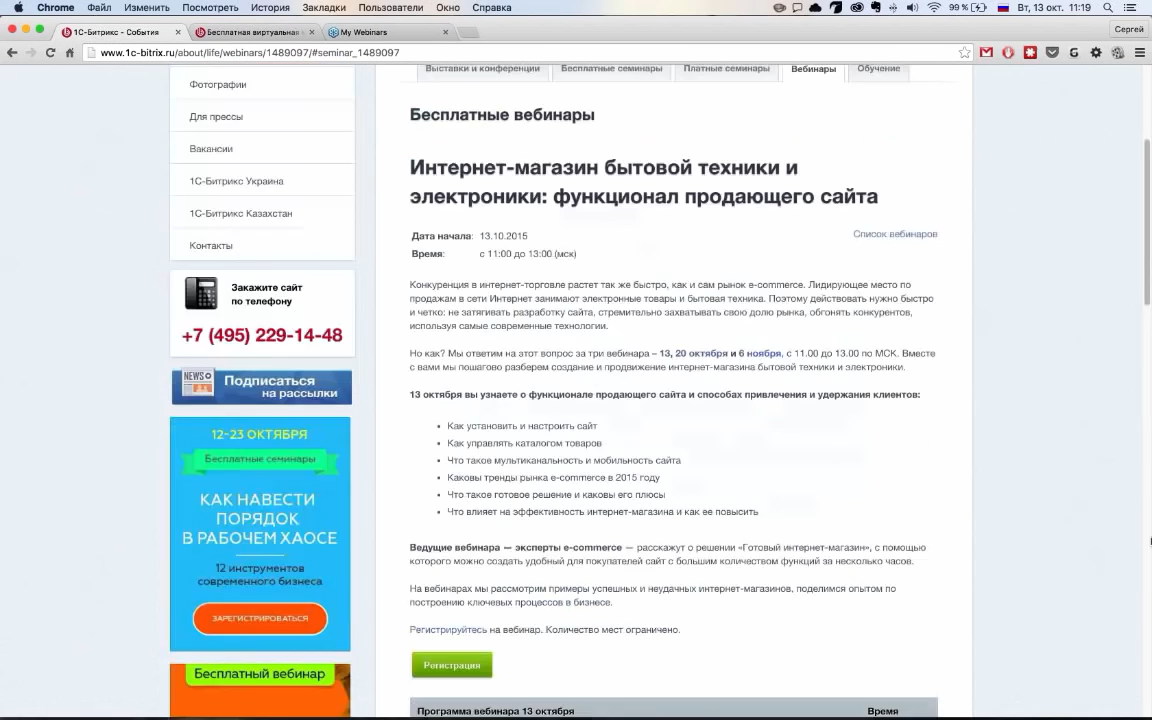 Chrome Файл Изменить Посмотреть История Закладки Пользователи Окно Справка 99 % Вт, 13 окт. 11:19
1С-Битрикс - События × Бесплатная виртуальная × My Webinars × Сергей
www.1c-bitrix.ru/about/life/webinars/1489097/#seminar_1489097
Выставки и конференции Бесплатные семинары Платные семинары Вебинары Обучение
Фотографии
Для прессы
Вакансии
1С-Битрикс Украина
1С-Битрикс Казахстан
Контакты
Закажите сайт
по телефону
+7 (495) 229-14-48
NEWS
Подписаться
на рассылки
12-23 ОКТЯБРЯ
Бесплатные семинары
КАК НАВЕСТИ
ПОРЯДОК
В РАБОЧЕМ ХАОСЕ
12 инструментов
современного бизнеса
ЗАРЕГИСТРИРОВАТЬСЯ
Бесплатный вебинар
Бесплатные вебинары
Интернет-магазин бытовой техники и
электроники: функционал продающего сайта
Дата начала: 13.10.2015
Список вебинаров
Время: с 11:00 до 13:00 (мск)
Конкуренция в интернет-торговле растет так же быстро, как и сам рынок e-commerce. Лидирующее место по
продажам в сети Интернет занимают электронные товары и бытовая техника. Поэтому действовать нужно быстро
и четко: не затягивать разработку сайта, стремительно захватывать свою долю рынка, обгонять конкурентов,
используя самые современные технологии.
Но как? Мы ответим на этот вопрос за три вебинара – 13, 20 октября и 6 ноября, с 11.00 до 13.00 по МСК. Вместе
с вами мы пошагово разберем создание и продвижение интернет-магазина бытовой техники и электроники.
13 октября вы узнаете о функционале продающего сайта и способах привлечения и удержания клиентов:
• Как установить и настроить сайт
• Как управлять каталогом товаров
• Что такое мультиканальность и мобильность сайта
• Каковы тренды рынка e-commerce в 2015 году
• Что такое готовое решение и каковы его плюсы
• Что влияет на эффективность интернет-магазина и как ее повысить
Ведущие вебинара — эксперты e-commerce — расскажут о решении «Готовый интернет-магазин», с помощью
которого можно создать удобный для покупателей сайт с большим количеством функций за несколько часов.
На вебинарах мы рассмотрим примеры успешных и неудачных интернет-магазинов, поделимся опытом по
построению ключевых процессов в бизнесе.
Регистрируйтесь на вебинар. Количество мест ограничено.
Регистрация
Программа вебинара 13 октября Время